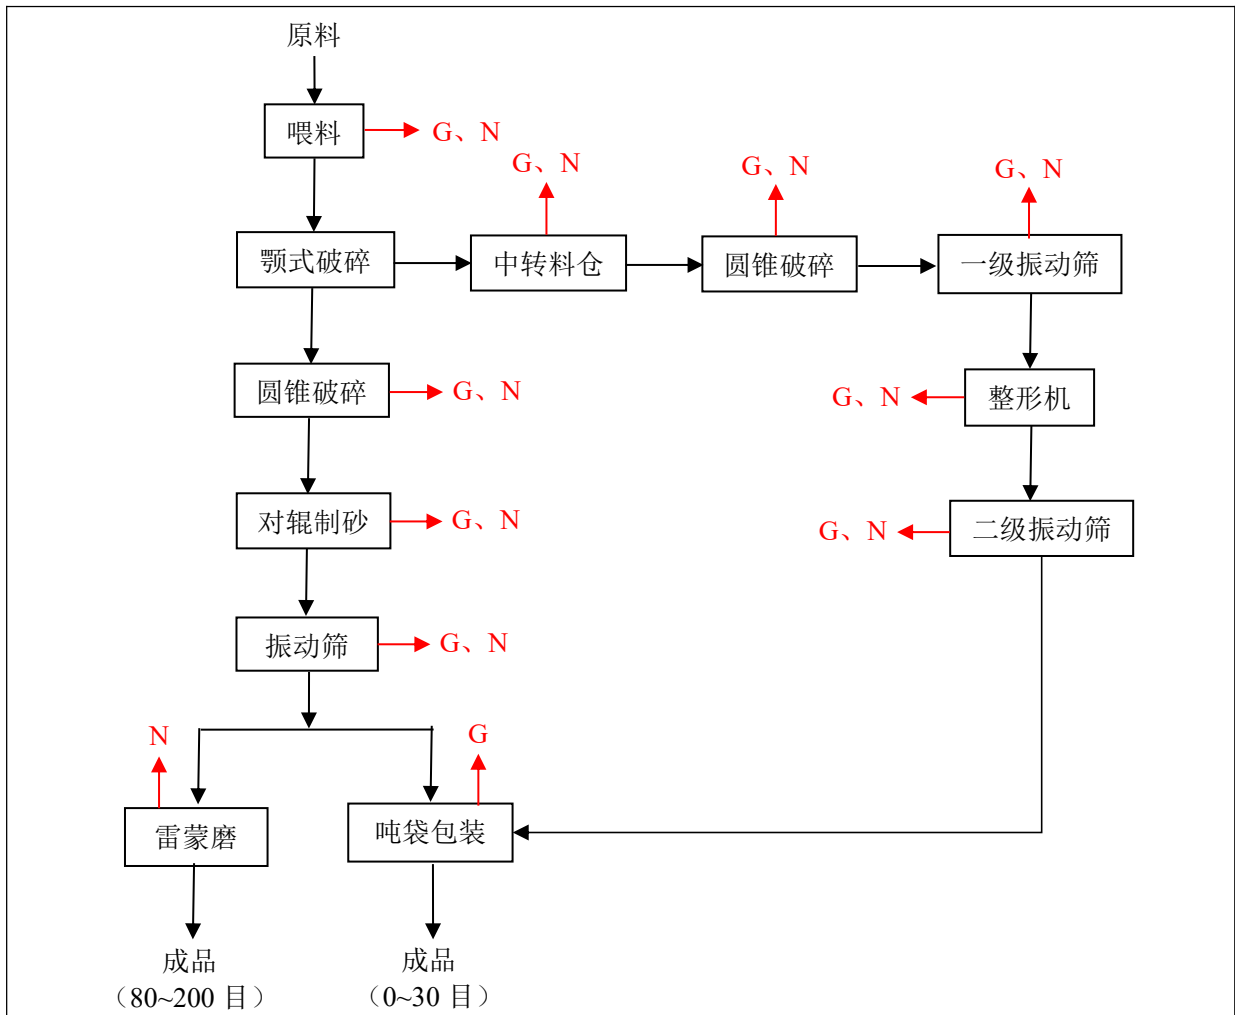 原料
喂料
G、N
G、N
G、N
G、N
颚式破碎
中转料仓
圆锥破碎
一级振动筛
圆锥破碎
G、N
G、N
整形机
对辊制砂
G、N
G、N
二级振动筛
振动筛
G、N
N
G
雷蒙磨
吨袋包装
成品
（80~200 目）
成品
（0~30 目）